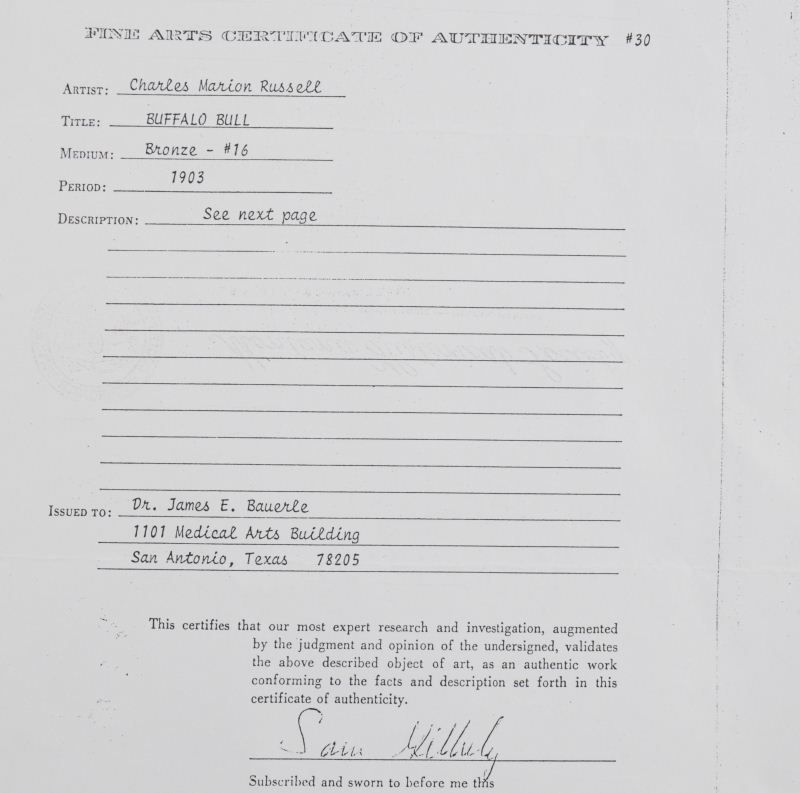 FINE ARTS CERTIFICATE OF AUTHENTICITY #30
ARTIST: Charles Marion Russell
TITLE: BUFFALO BULL
MEDIUM: Bronze - #16
PERIOD: 1903
DESCRIPTION: See next page
ISSUED TO: Dr. James E. Bauerle
1101 Medical Arts Building
San Antonio, Texas 78205
This certifies that our most expert research and investigation, augmented
by the judgment and opinion of the undersigned, validates
the above described object of art, as an authentic work
conforming to the facts and description set forth in this
certificate of authenticity.
Sam
Subscribed and sworn to before me this